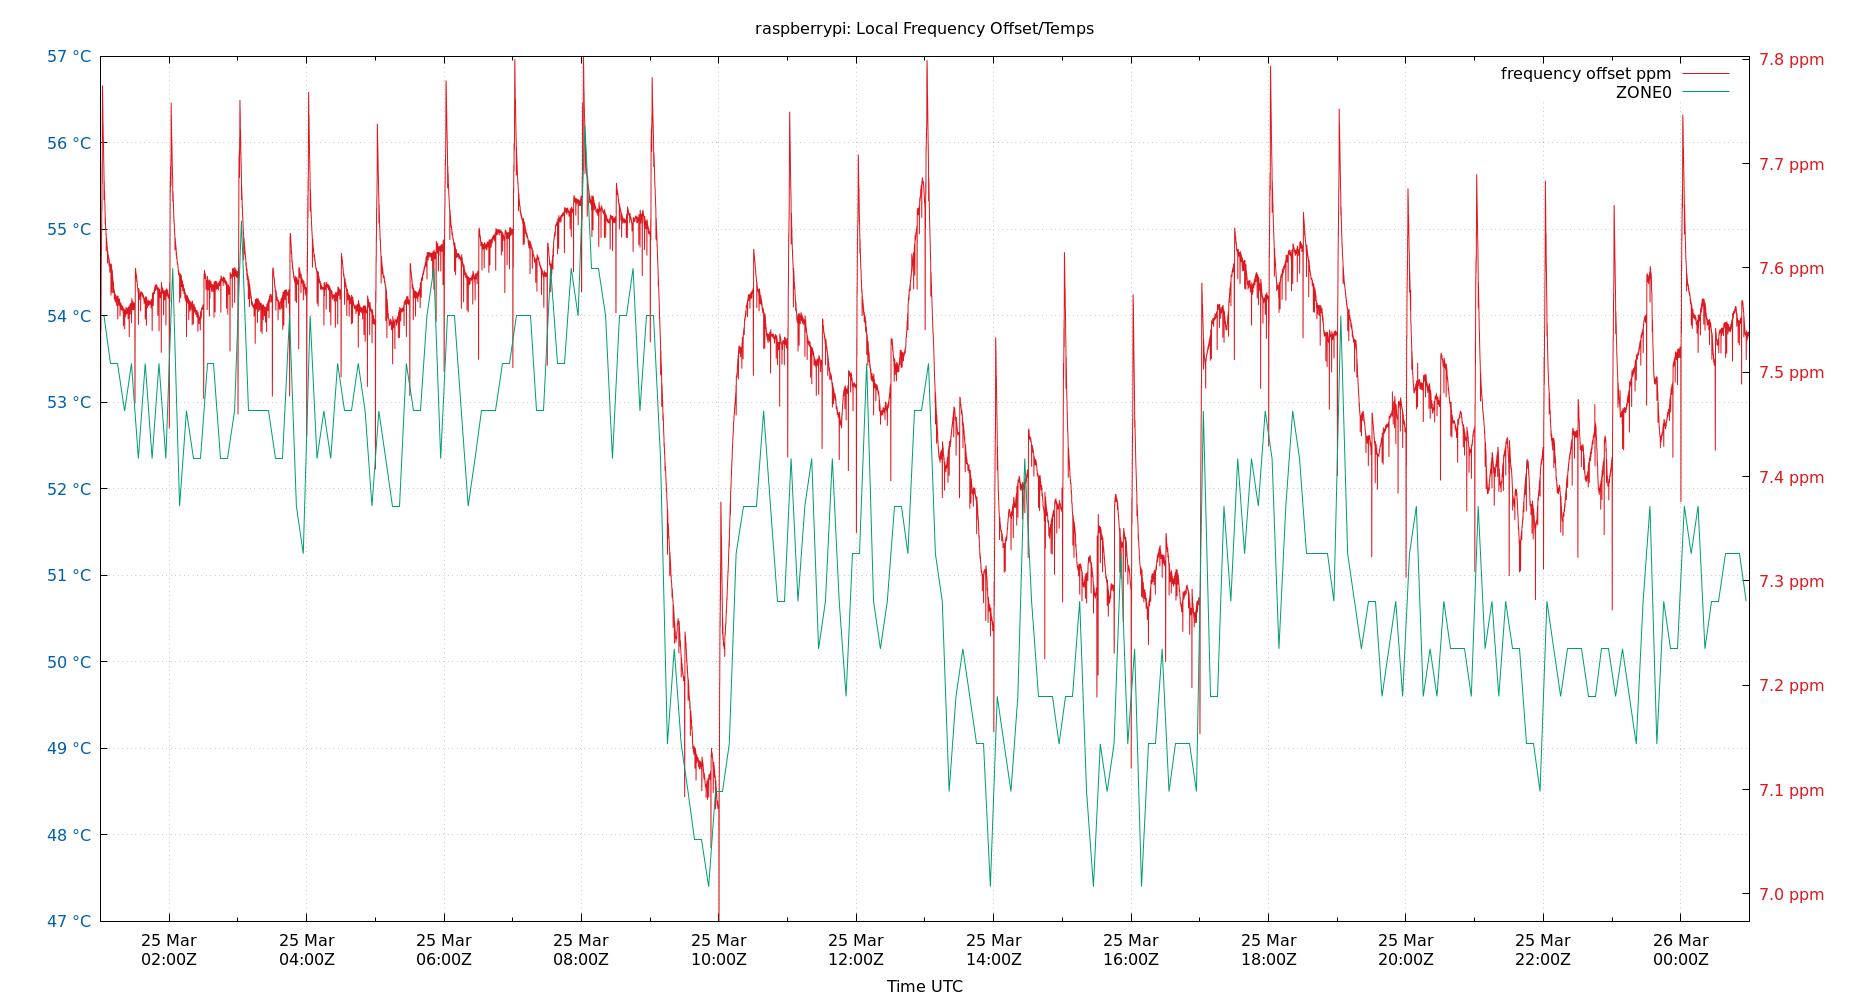 raspberrypi: Local Frequency Offset/Temps
57 °C
56 °C
55 °C
54 °C
53 °C
52 °C
51 °C
50 °C
49 °C
48 °C
47 °C
frequency offset ppm
ZONE0
7.8 ppm
7.7 ppm
7.6 ppm
7.5 ppm
7.4 ppm
7.3 ppm
7.2 ppm
7.1 ppm
7.0 ppm
25 Mar
02:00Z
25 Mar
04:00Z
25 Mar
06:00Z
25 Mar
08:00Z
25 Mar
10:00Z
25 Mar
12:00Z
25 Mar
14:00Z
25 Mar
16:00Z
25 Mar
18:00Z
25 Mar
20:00Z
25 Mar
22:00Z
26 Mar
00:00Z
Time UTC